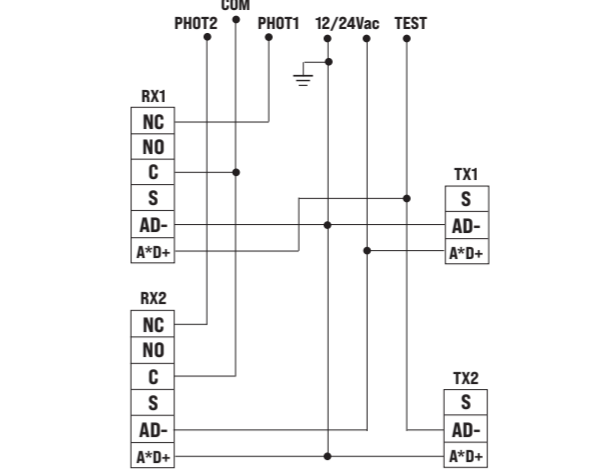 COM
PHOT2 PHOT1 12/24Vac TEST
RX1
NC
NO
C
S
AD-
A*D+
TX1
S
AD-
A*D+
RX2
NC
NO
C
S
AD-
A*D+
TX2
S
AD-
A*D+